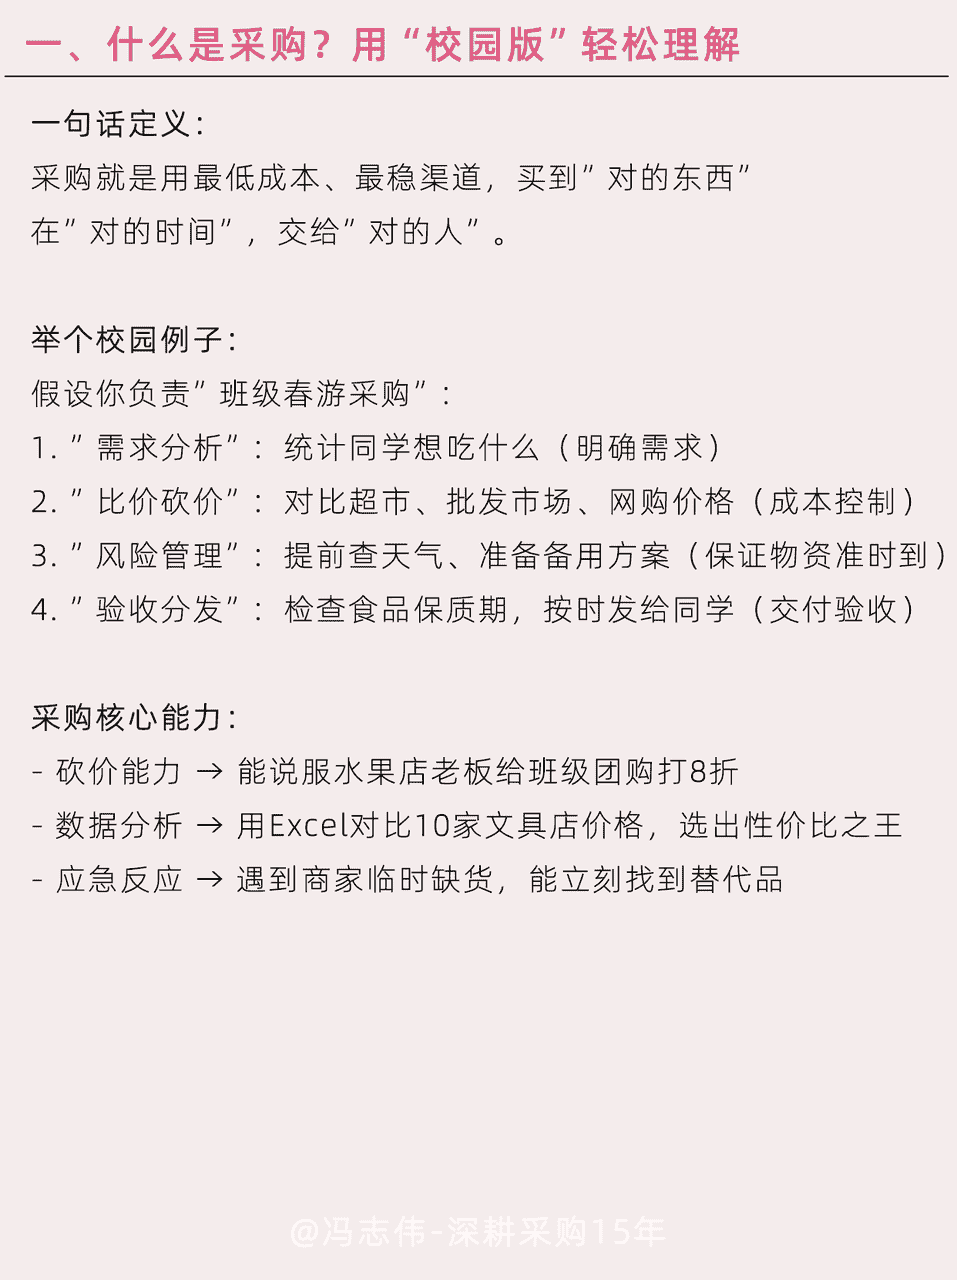 一、什么是采购？用“校园版”轻松理解
一句话定义：
采购就是用最低成本、最稳渠道，买到”对的东西”
在”对的时间”，交给”对的人”。
举个校园例子：
假设你负责”班级春游采购”：
1. ”需求分析”：统计同学想吃什么（明确需求）
2. ”比价砍价”：对比超市、批发市场、网购价格（成本控制）
3. ”风险管理”：提前查天气、准备备用方案（保证物资准时到）
4. ”验收分发”：检查食品保质期，按时发给同学（交付验收）
采购核心能力：
- 砍价能力 → 能说服水果店老板给班级团购打8折
- 数据分析 → 用Excel对比10家文具店价格，选出性价比之王
- 应急反应 → 遇到商家临时缺货，能立刻找到替代品
@冯志伟-深耕采购15年